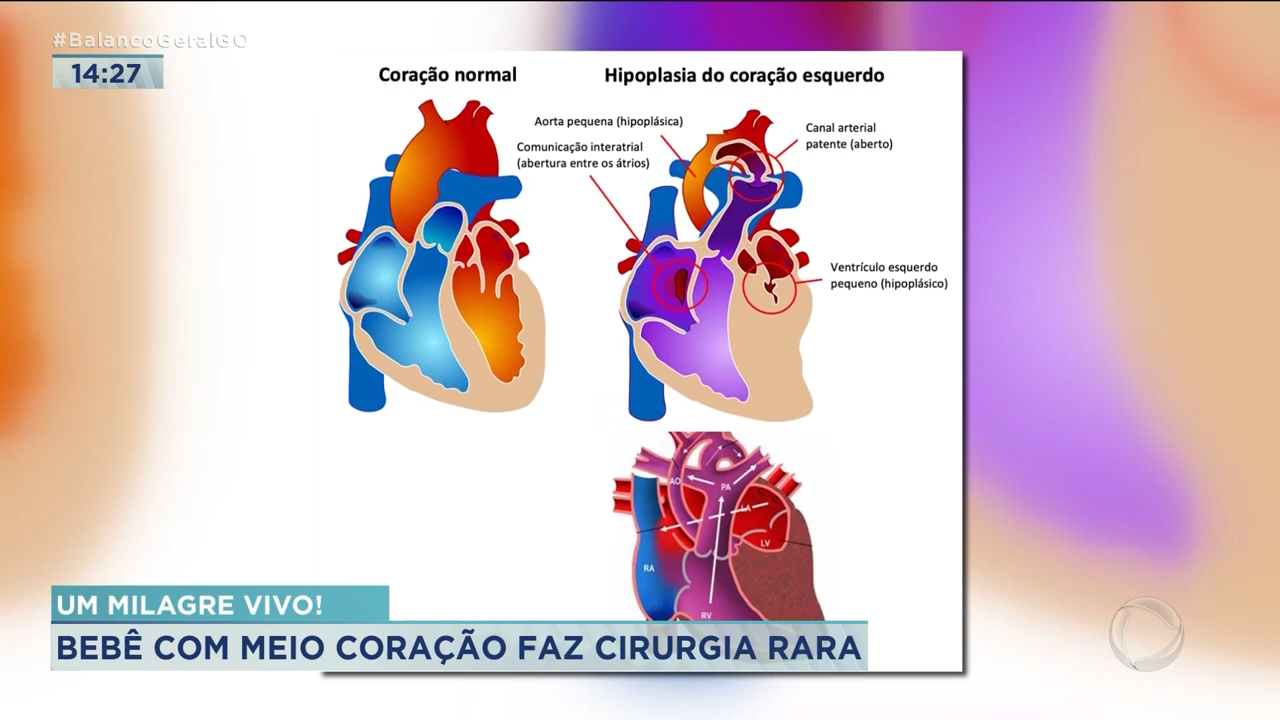 #BalancoGeralGO
14:27
Coração normal
Hipoplasia do coração esquerdo
Aorta pequena (hipoplásica)
Comunicação interatrial
(abertura entre os átrios)
Canal arterial
patente (aberto)
Ventrículo esquerdo
pequeno (hipoplásico)
AO
PA
LA
LV
RA
RV
UM MILAGRE VIVO!
BEBÊ COM MEIO CORAÇÃO FAZ CIRURGIA RARA